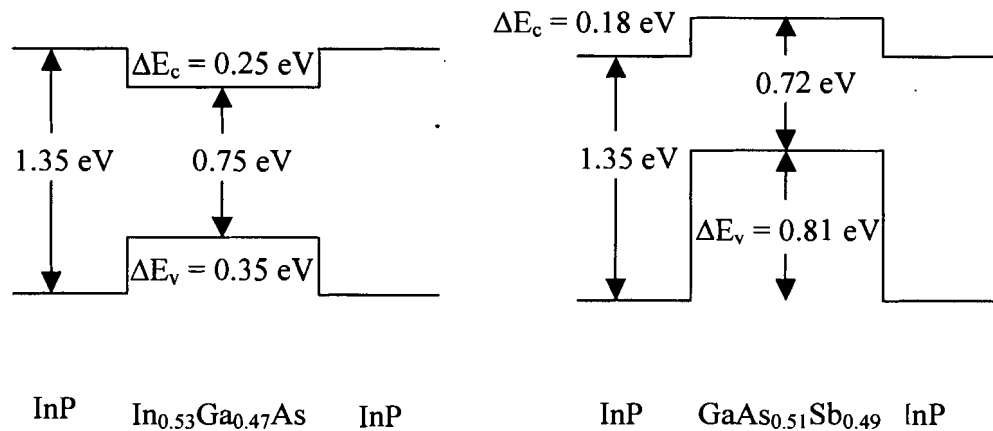 ΔE_c = 0.25 eV
1.35 eV
0.75 eV
ΔE_v = 0.35 eV
InP In_0.53Ga_0.47As InP
ΔE_c = 0.18 eV
0.72 eV
1.35 eV
ΔE_v = 0.81 eV
InP GaAs_0.51Sb_0.49 InP